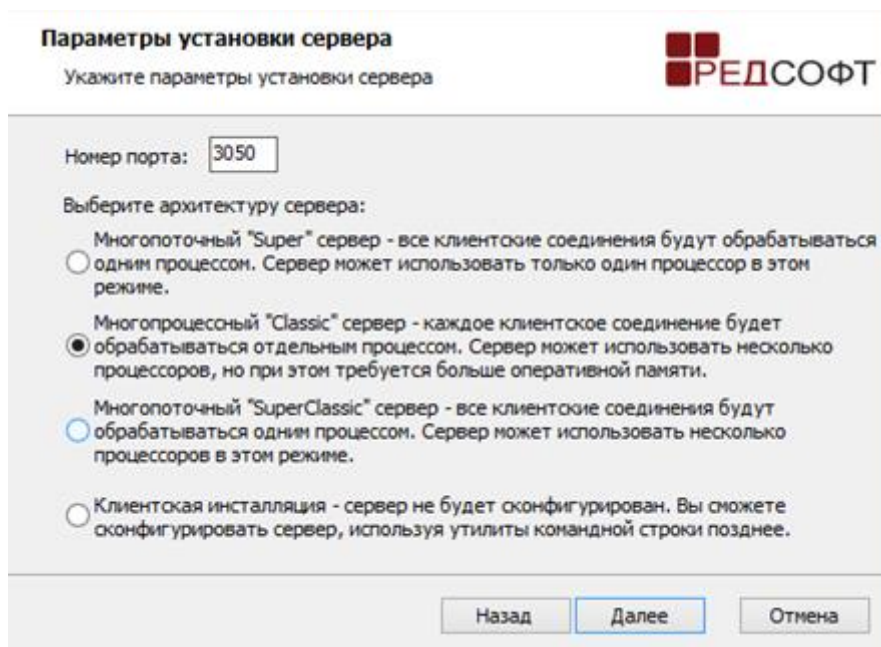 Параметры установки сервера
Укажите параметры установки сервера
РЕДСОФТ
Номер порта: 3050
Выберите архитектуру сервера:
Многопоточный "Super" сервер - все клиентские соединения будут обрабатываться
одним процессом. Сервер может использовать только один процессор в этом
режиме.
Многопроцессный "Classic" сервер - каждое клиентское соединение будет
обрабатываться отдельным процессом. Сервер может использовать несколько
процессоров, но при этом требуется больше оперативной памяти.
Многопоточный "SuperClassic" сервер - все клиентские соединения будут
обрабатываться одним процессом. Сервер может использовать несколько
процессоров в этом режиме.
Клиентская инсталляция - сервер не будет сконфигурирован. Вы сможете
сконфигурировать сервер, используя утилиты командной строки позднее.
Назад Далее Отмена